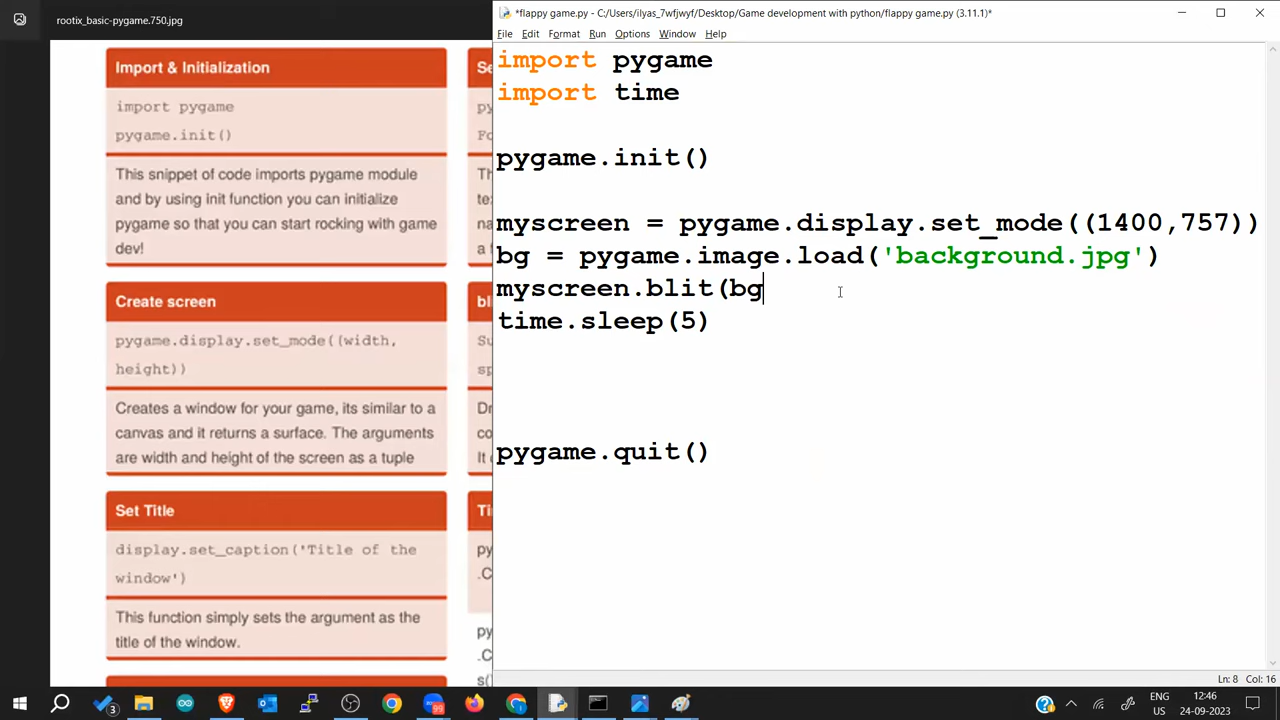 rootix_basic-pygame.750.jpg
Import & Initialization
import pygame
pygame.init()
This snippet of code imports pygame module
and by using init function you can initialize
pygame so that you can start rocking with game
dev!
Create screen
pygame.display.set_mode((width,
height))
Creates a window for your game, its similar to a
canvas and it returns a surface. The arguments
are width and height of the screen as a tuple
Set Title
display.set_caption('Title of the
window')
This function simply sets the argument as the
title of the window.
*flappy game.py - C:/Users/ilyas_7wfjwyf/Desktop/Game development with python/flappy game.py (3.11.1)*
File Edit Format Run Options Window Help
import pygame
import time
pygame.init()
myscreen = pygame.display.set_mode((1400,757))
bg = pygame.image.load('background.jpg')
myscreen.blit(bg
time.sleep(5)
pygame.quit()
Ln: 8 Col: 16
ENG
US
12:46
24-09-2023